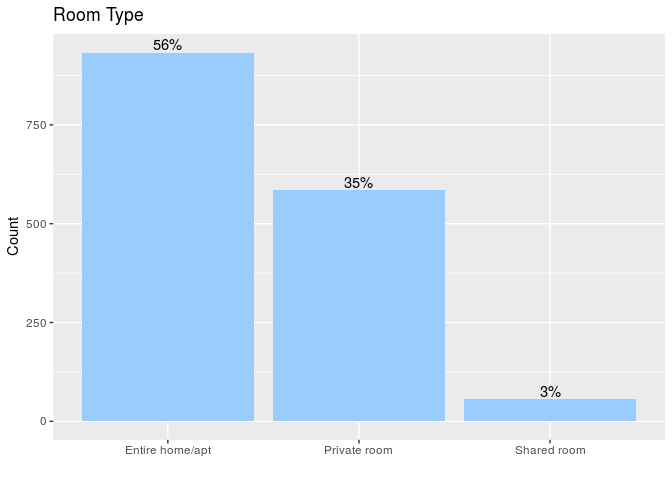 Room Type
56%
35%
3%
Count
750
500
250
0
Entire home/apt
Private room
Shared room